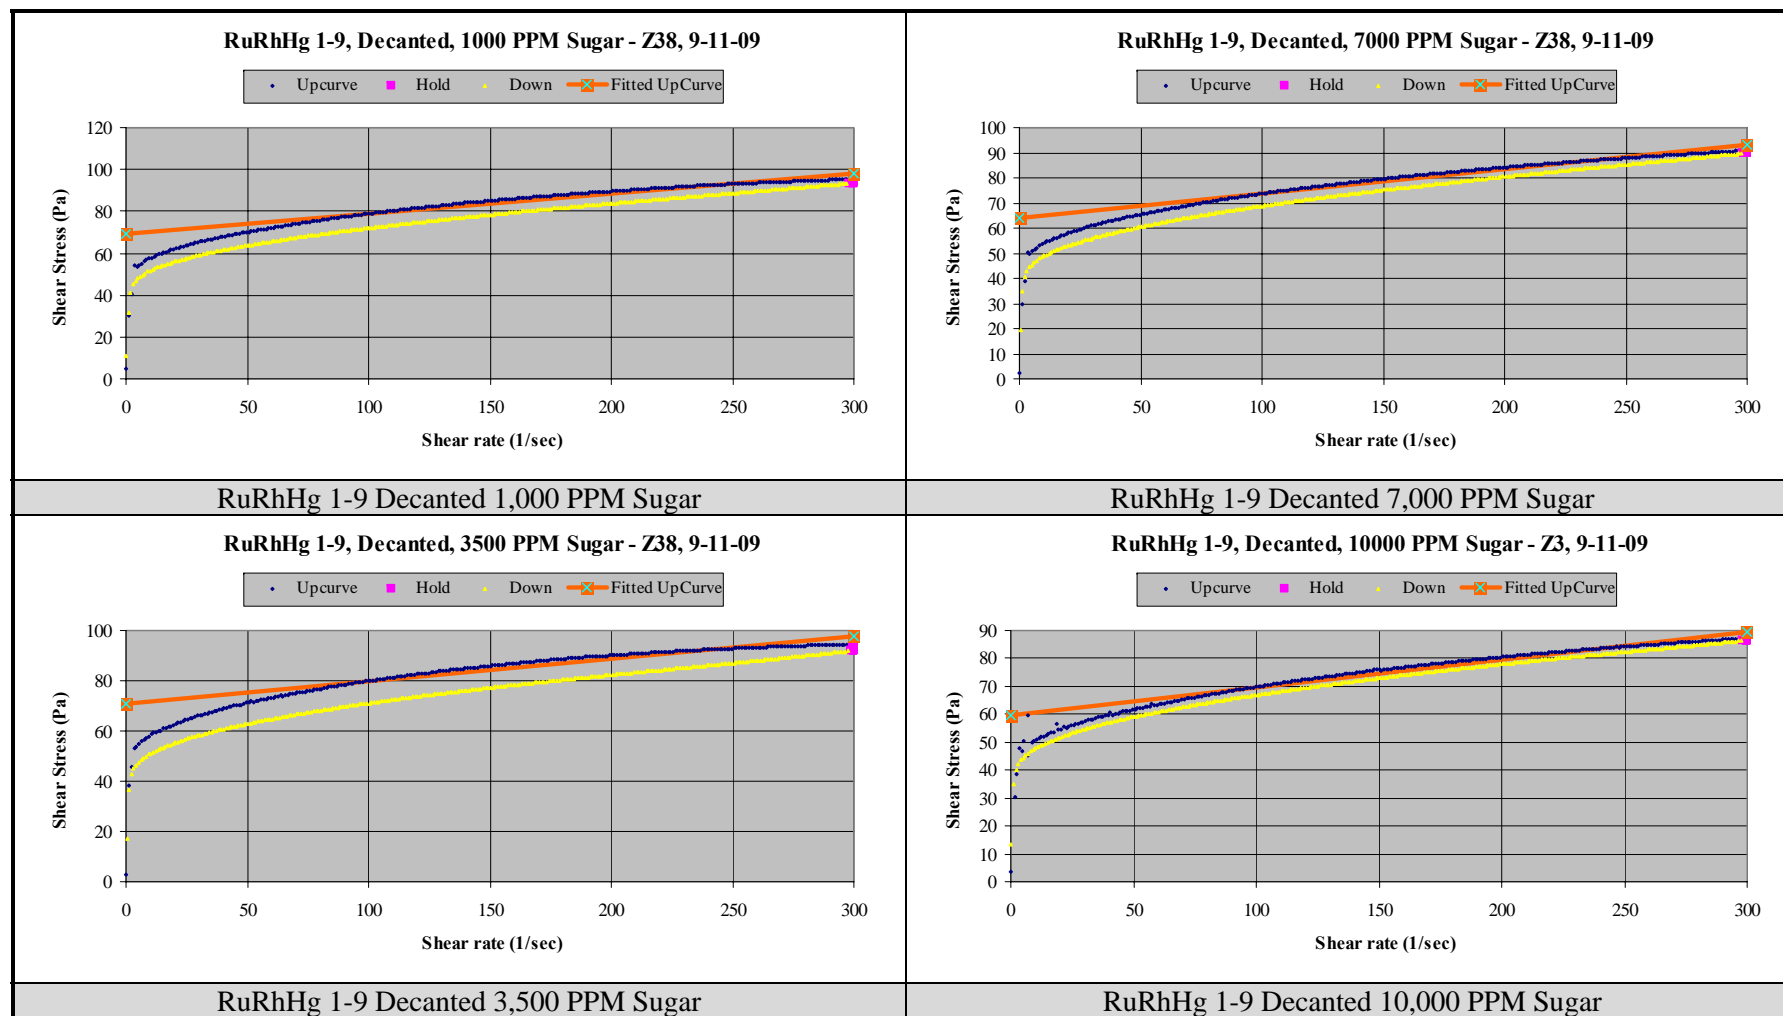 RuRhHg 1-9, Decanted, 1000 PPM Sugar - Z38, 9-11-09
Upcurve Hold Down Fitted UpCurve
120
100
80
60
40
20
0
Shear Stress (Pa)
0 50 100 150 200 250 300
Shear rate (1/sec)
RuRhHg 1-9 Decanted 1,000 PPM Sugar
RuRhHg 1-9, Decanted, 7000 PPM Sugar - Z38, 9-11-09
Upcurve Hold Down Fitted UpCurve
100
90
80
70
60
50
40
30
20
10
0
Shear Stress (Pa)
0 50 100 150 200 250 300
Shear rate (1/sec)
RuRhHg 1-9 Decanted 7,000 PPM Sugar
RuRhHg 1-9, Decanted, 3500 PPM Sugar - Z38, 9-11-09
Upcurve Hold Down Fitted UpCurve
100
80
60
40
20
0
Shear Stress (Pa)
0 50 100 150 200 250 300
Shear rate (1/sec)
RuRhHg 1-9 Decanted 3,500 PPM Sugar
RuRhHg 1-9, Decanted, 10000 PPM Sugar - Z3, 9-11-09
Upcurve Hold Down Fitted UpCurve
90
80
70
60
50
40
30
20
10
0
Shear Stress (Pa)
0 50 100 150 200 250 300
Shear rate (1/sec)
RuRhHg 1-9 Decanted 10,000 PPM Sugar